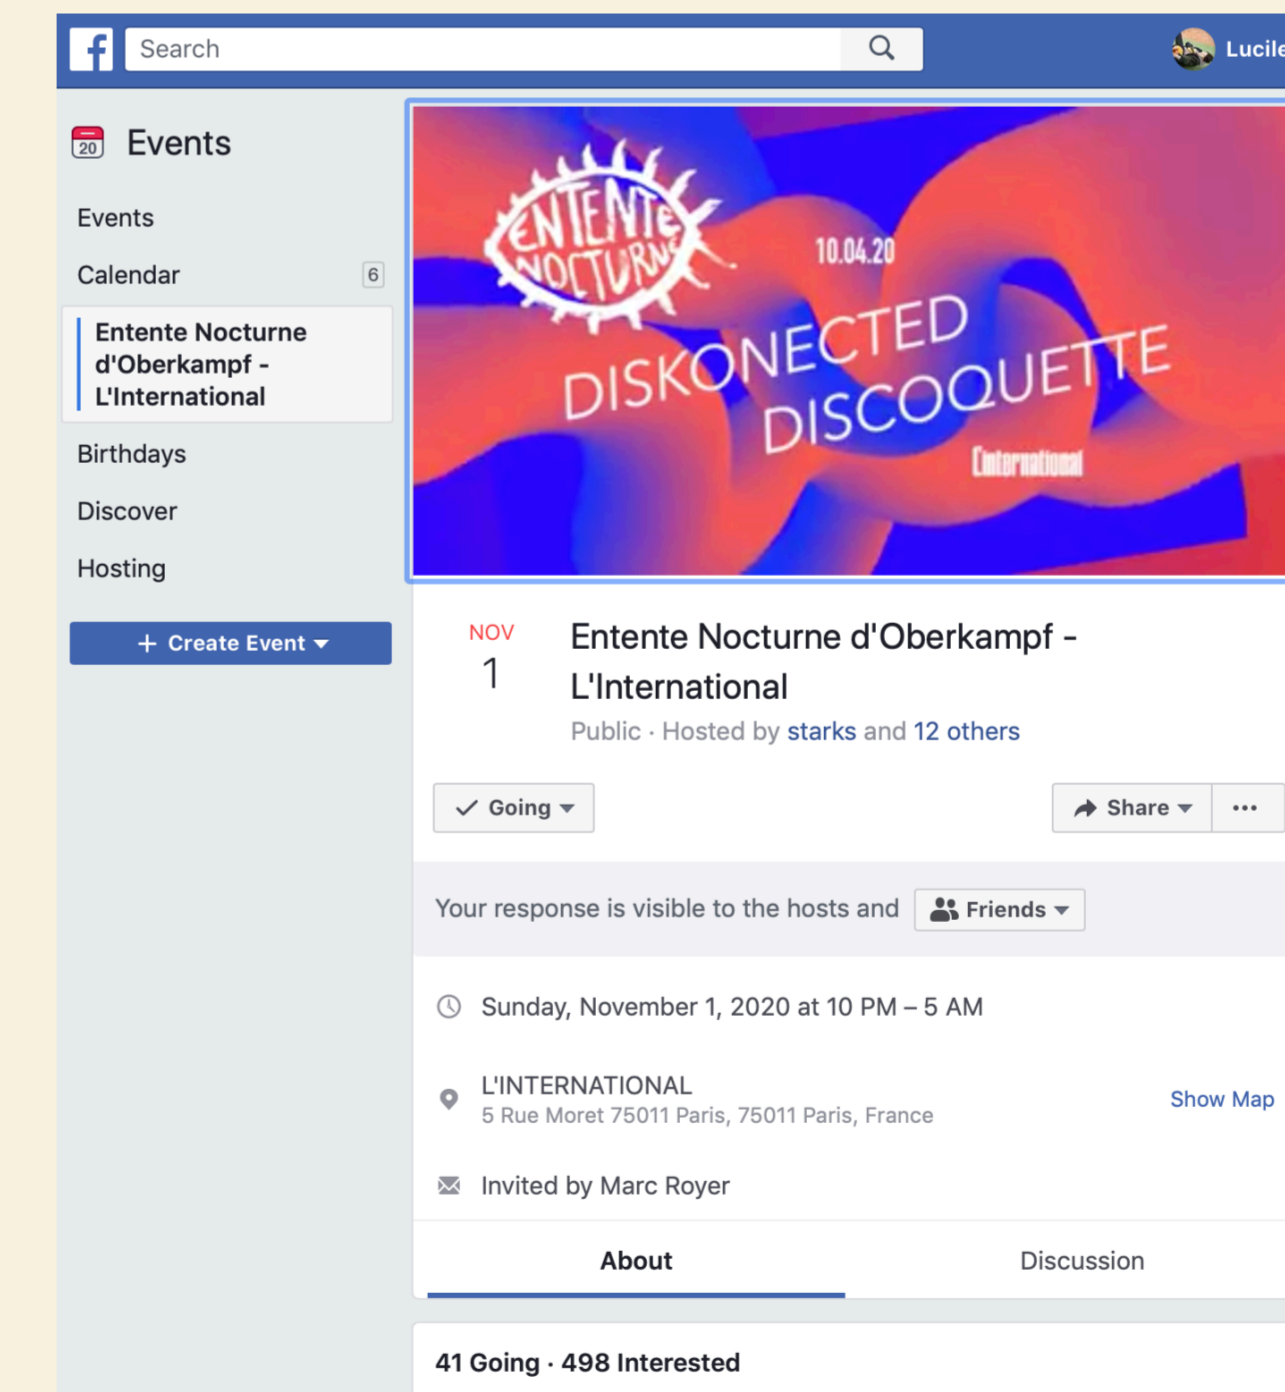 f
Search
Lucile
20
Events
Events
Calendar
6
Entente Nocturne
d'Oberkampf -
L'International
Birthdays
Discover
Hosting
+ Create Event
ENTENTE
NOCTURNE
10.04.20
DISKONECTED
DISCOQUETTE
L'international
NOV
1
Entente Nocturne d'Oberkampf -
L'International
Public · Hosted by starks and 12 others
Going
Share
...
Your response is visible to the hosts and
Friends
Sunday, November 1, 2020 at 10 PM – 5 AM
L'INTERNATIONAL
5 Rue Moret 75011 Paris, 75011 Paris, France
Show Map
Invited by Marc Royer
About
Discussion
41 Going · 498 Interested